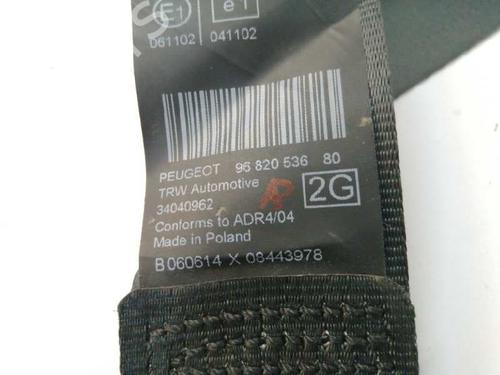 E1 e1
061102 041102
PEUGEOT 96 820 536 80
TRW Automotive
34040962
2G
Conforms to ADR4/04
Made in Poland
B 060614 X 08443978